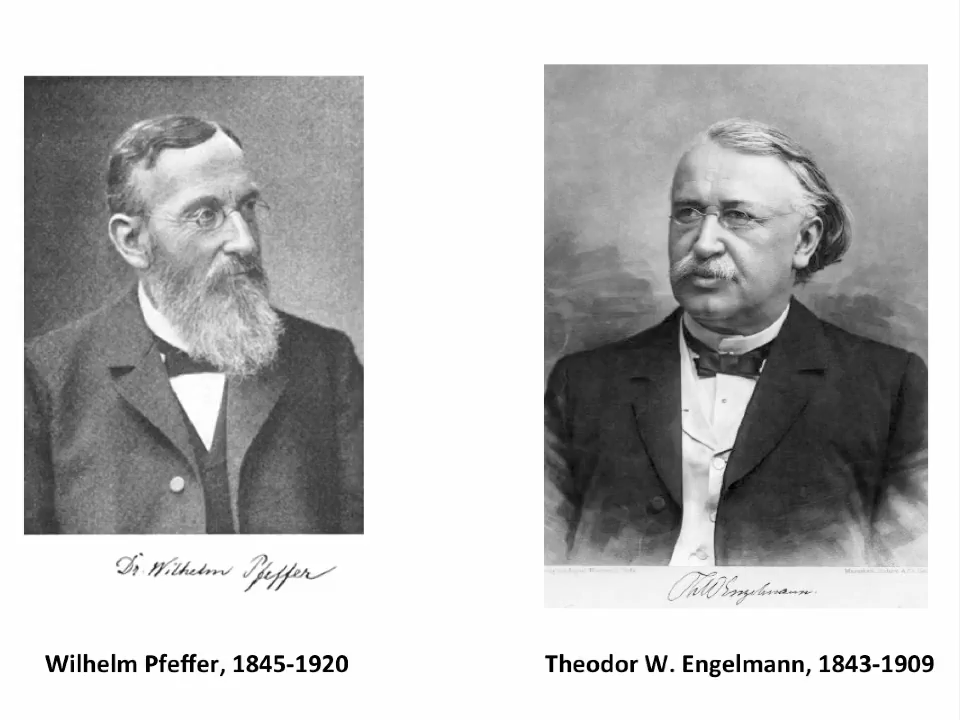 Dr. Wilhelm Pfeffer
ThWEngelmann.
Wilhelm Pfeffer, 1845-1920
Theodor W. Engelmann, 1843-1909